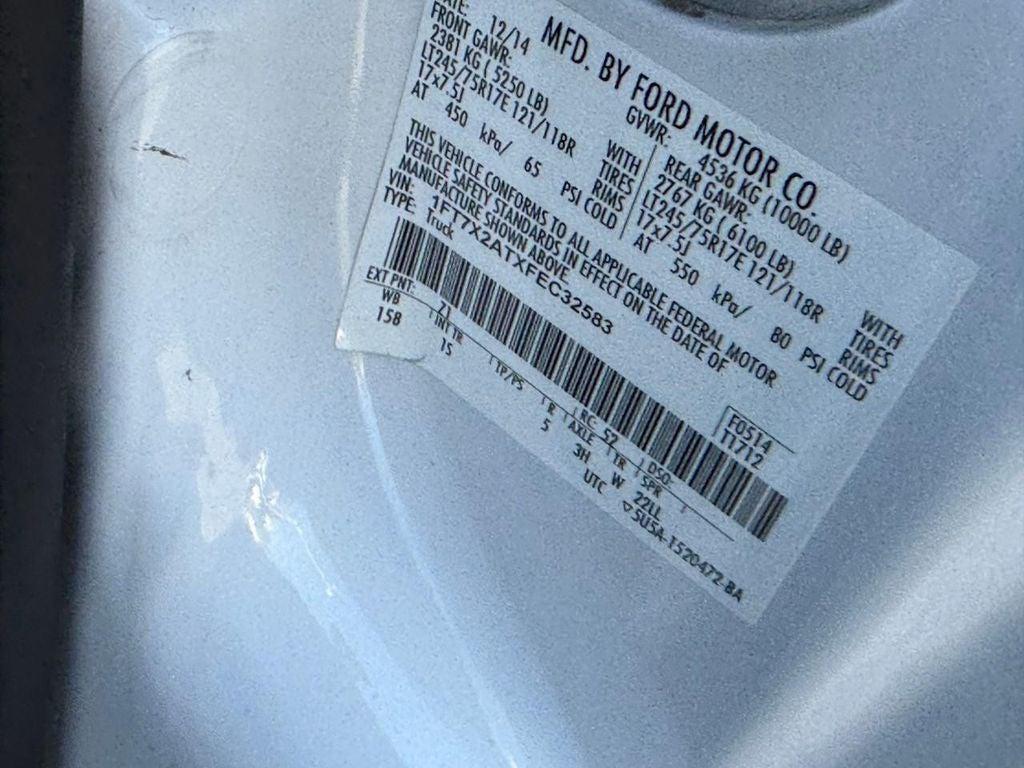 MFD. BY FORD MOTOR CO.
12/14
GVWR: 4536 KG (10000 LB)
FRONT GAWR:
2381 KG ( 5250 LB)
LT245/75R17E 121/118R
WITH TIRES
17x7.5J
RIMS
AT 450 kPa/ 65 PSI COLD
REAR GAWR:
2767 KG ( 6100 LB)
LT245/75R17E 121/118R
WITH TIRES
17x7.5J
RIMS
AT 550 kPa/ 80 PSI COLD
THIS VEHICLE CONFORMS TO ALL APPLICABLE FEDERAL MOTOR
VEHICLE SAFETY STANDARDS IN EFFECT ON THE DATE OF
MANUFACTURE SHOWN ABOVE.
VIN: 1FT7X2ATXFEC32583
TYPE: Truck
F0514
T1712
EXT PNT: Z1 RC: 52 DSO:
WB INT TR TP/PS R AXLE TR SPR
158 15 5 3H W 22LL
UTC ▽5U5A-1520472-BA